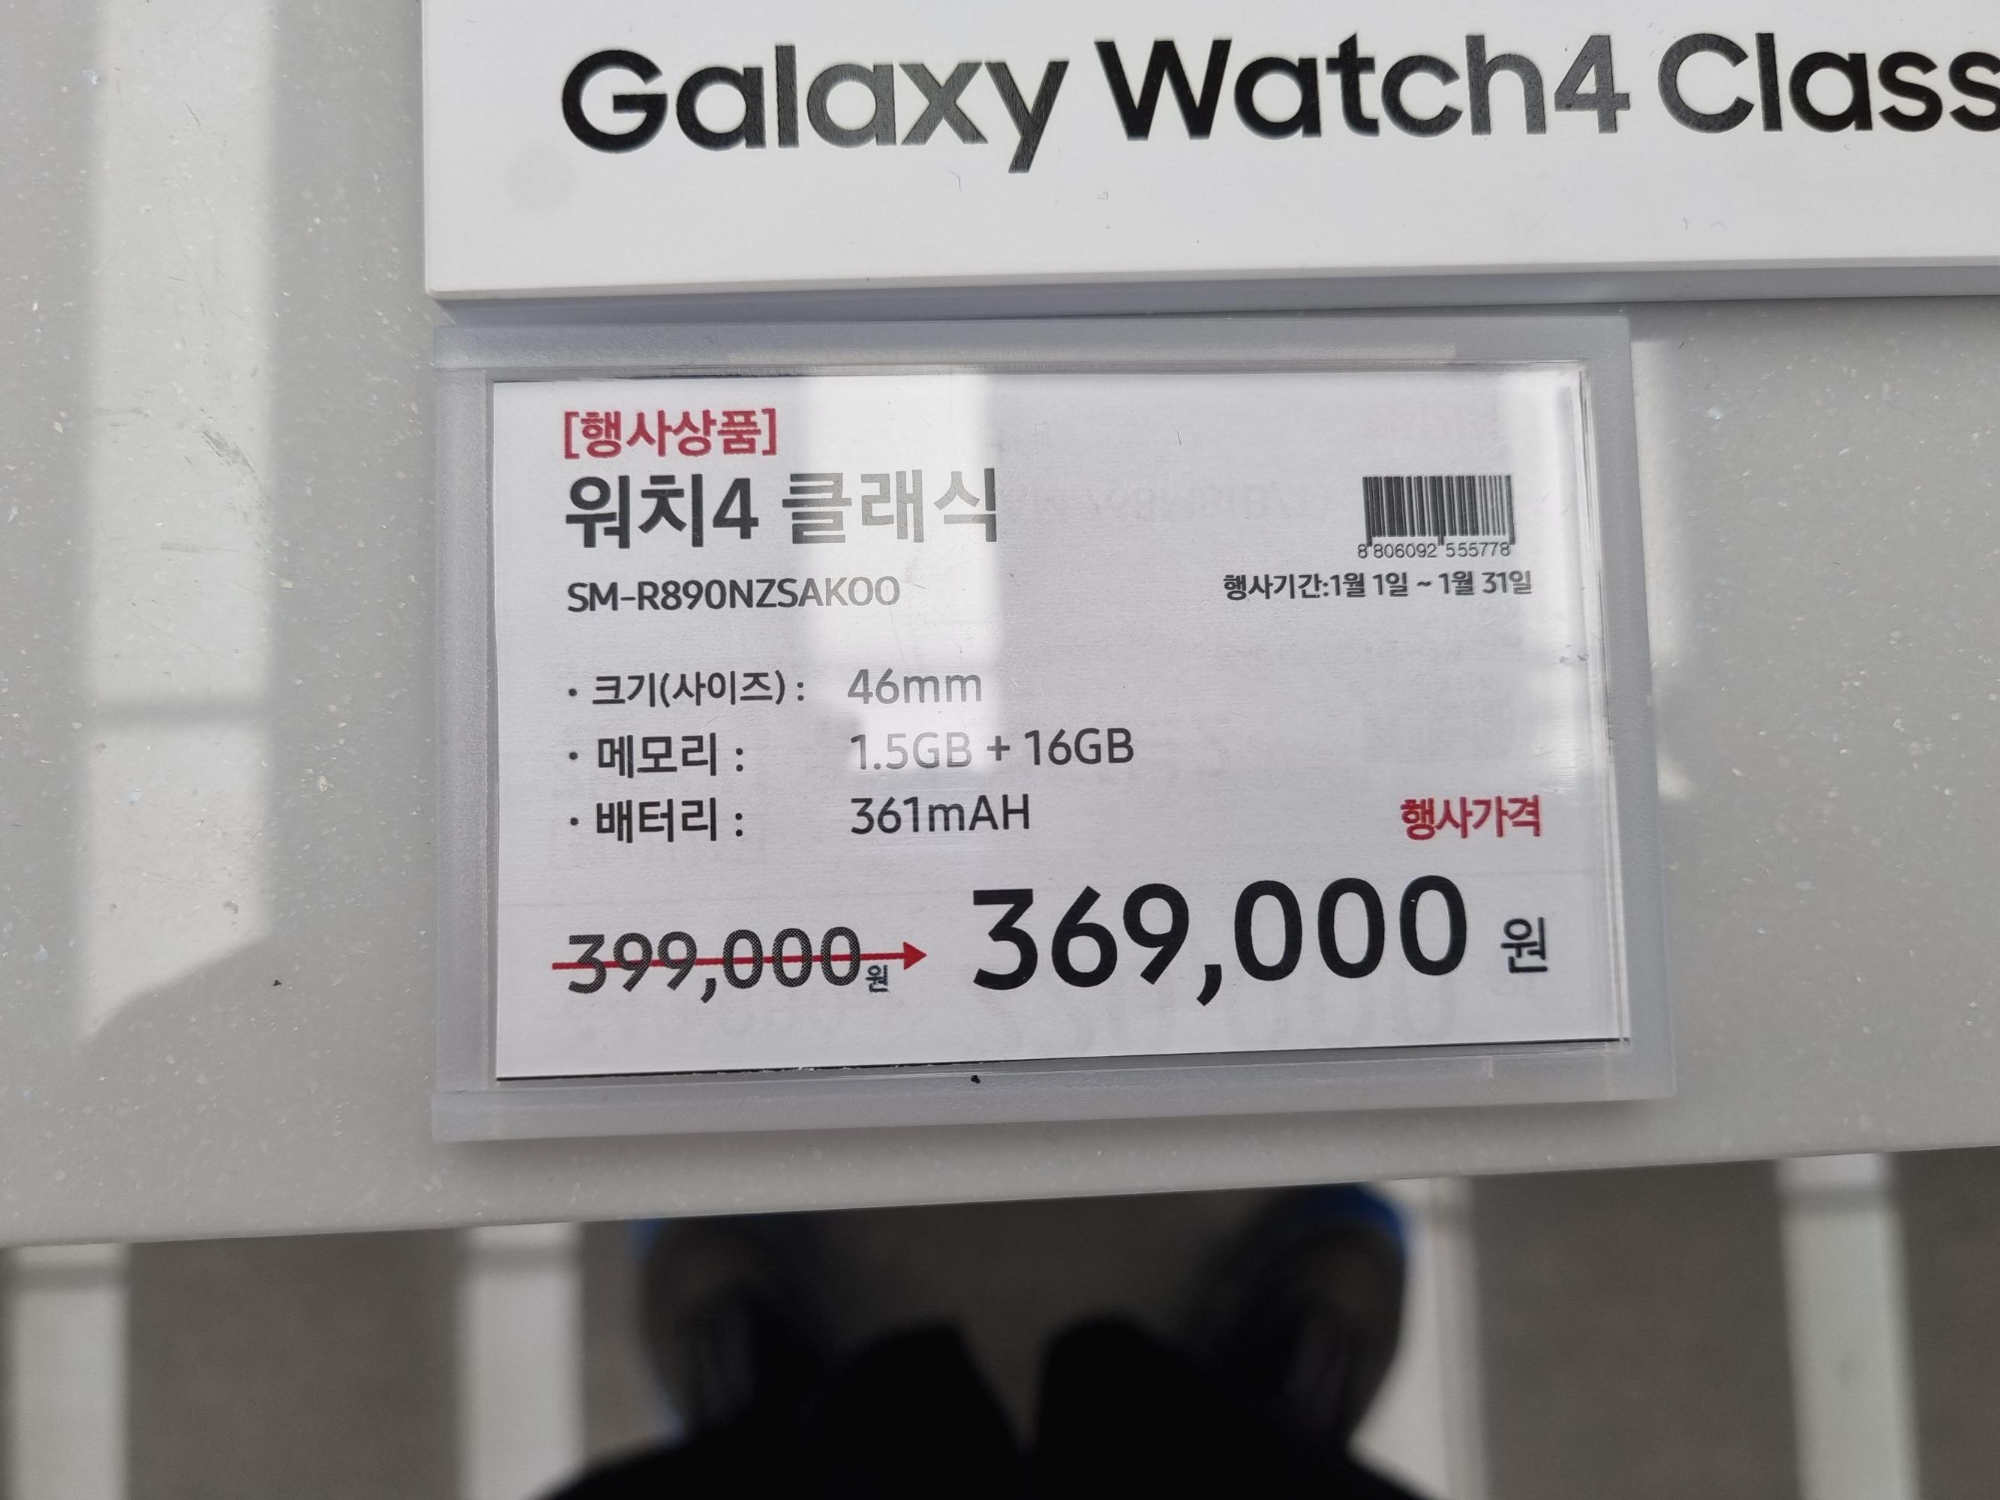 Galaxy Watch4 Class
[행사상품]
워치4 클래식
SM-R890NZSAKOO
8 806092 555778
행사기간:1월 1일 ~ 1월 31일
· 크기(사이즈) : 46mm
· 메모리 : 1.5GB + 16GB
· 배터리 : 361mAH
행사가격
399,000원 369,000 원